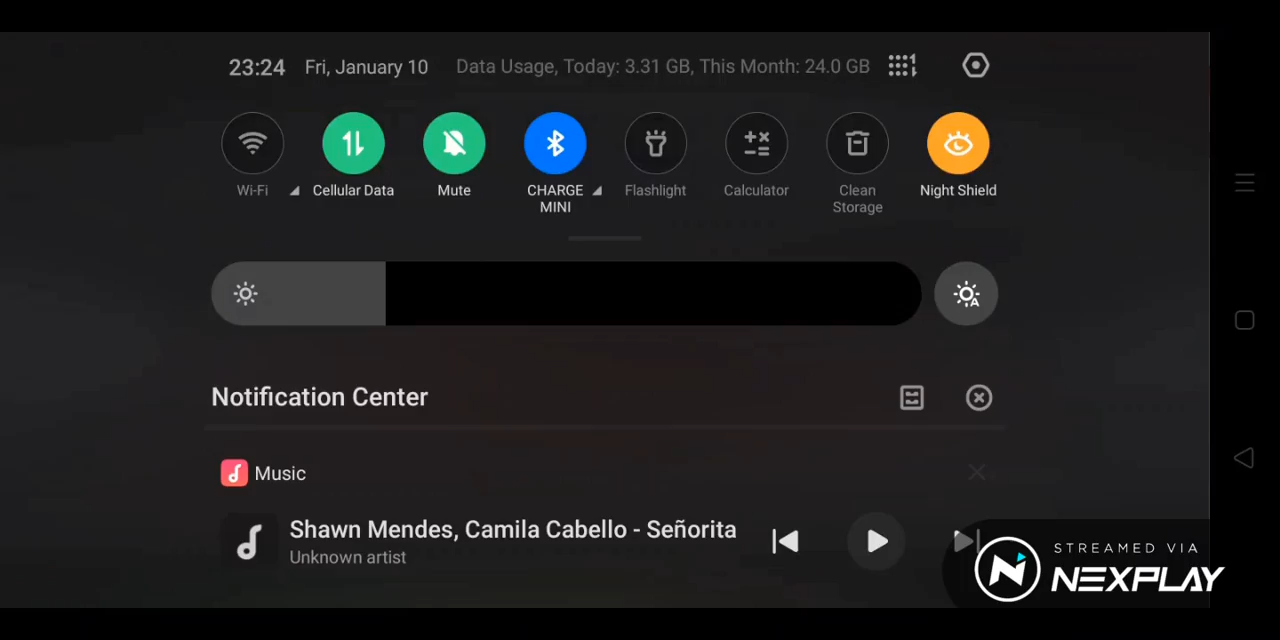 23:24 Fri, January 10 Data Usage, Today: 3.31 GB, This Month: 24.0 GB
Wi-Fi Cellular Data Mute CHARGE MINI Flashlight Calculator Clean Storage Night Shield
Notification Center
Music
Shawn Mendes, Camila Cabello - Señorita
Unknown artist
STREAMED VIA
NEXPLAY